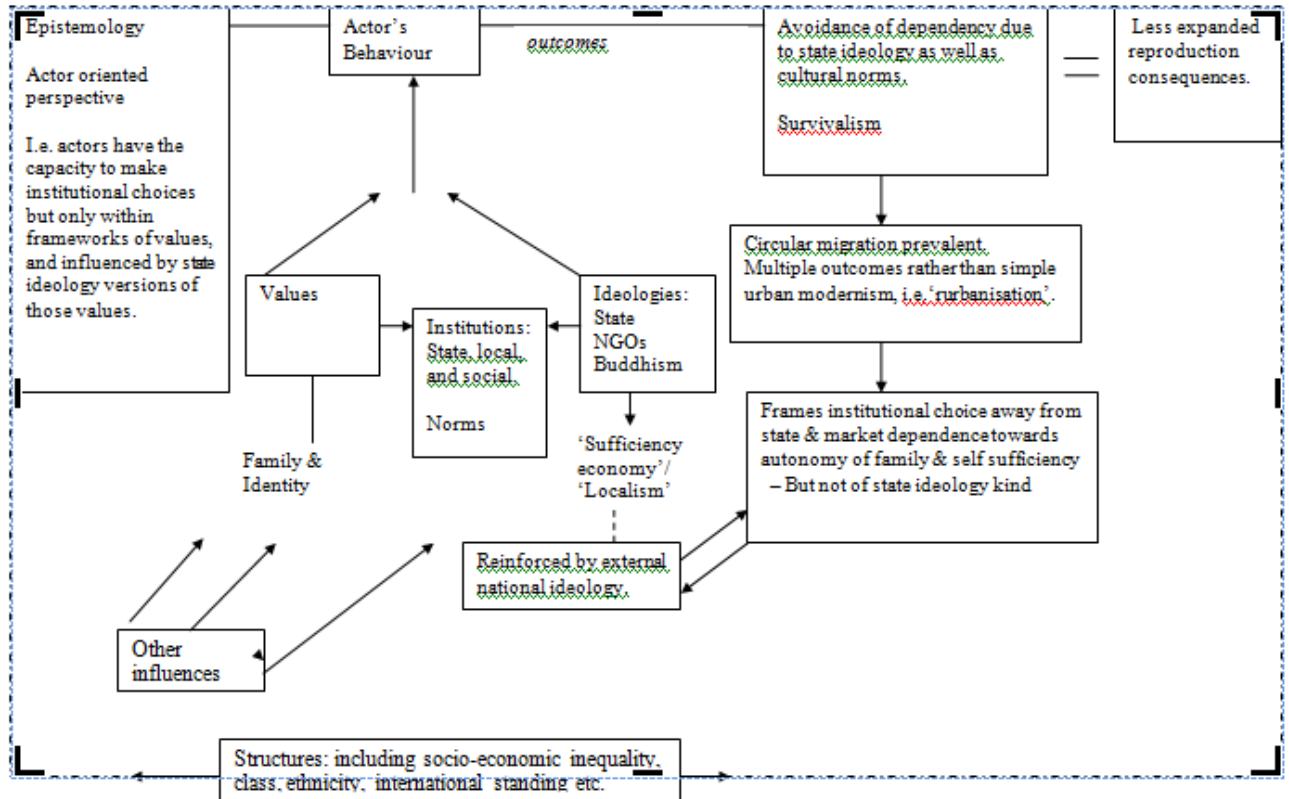 Epistemology
Actor oriented
perspective
I.e. actors have the
capacity to make
institutional choices
but only within
frameworks of values,
and influenced by state
ideology versions of
those values.
Actor's
Behaviour
outcomes
Avoidance of dependency due
to state ideology as well as
cultural norms.
Survivalism
Less expanded
reproduction
consequences.
Circular migration prevalent.
Multiple outcomes rather than simple
urban modernism, i.e. 'rurbanisation'.
Values
Institutions:
State, local,
and social.
Norms
Ideologies:
State
NGOs
Buddhism
Frames institutional choice away from
state & market dependence towards
autonomy of family & self sufficiency
– But not of state ideology kind
Family &
Identity
'Sufficiency
economy'/
'Localism'
Reinforced by external
national ideology.
Other
influences
Structures: including socio-economic inequality,
class, ethnicity, international standing etc.